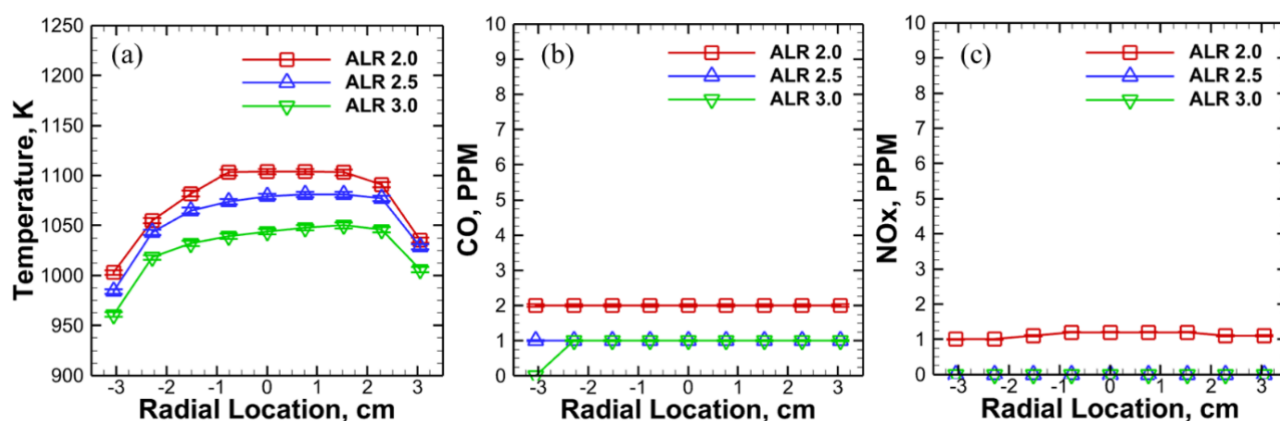 1250
1200
1150
1100
1050
1000
950
900
Temperature, K
(a)
ALR 2.0
ALR 2.5
ALR 3.0
-3 -2 -1 0 1 2 3
Radial Location, cm
10
9
8
7
6
5
4
3
2
1
0
CO, PPM
(b)
ALR 2.0
ALR 2.5
ALR 3.0
-3 -2 -1 0 1 2 3
Radial Location, cm
10
9
8
7
6
5
4
3
2
1
0
NOx, PPM
(c)
ALR 2.0
ALR 2.5
ALR 3.0
-3 -2 -1 0 1 2 3
Radial Location, cm